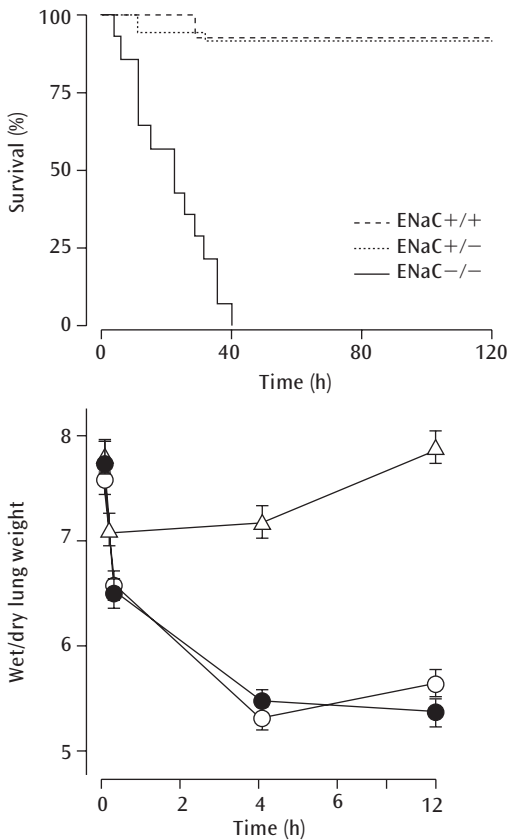 100
75
50
25
0
Survival (%)
ENaC+/+
ENaC+/−
ENaC−/−
0 40 80 120
Time (h)
8
7
6
5
Wet/dry lung weight
0 2 4 6 12
Time (h)